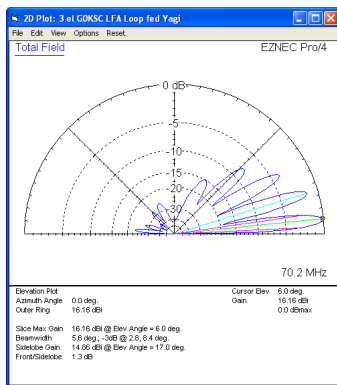 2D Plot: 3 el G0KSC LFA Loop fed Yagi
File Edit View Options Reset
Total Field
EZNEC Pro/4
0 dB
-5
-10
-15
-20
-30
70.2 MHz
Elevation Plot
Azimuth Angle 0.0 deg.
Outer Ring 16.16 dBi
Cursor Elev 6.0 deg.
Gain 16.16 dBi
0.0 dBmax
Slice Max Gain 16.16 dBi @ Elev Angle = 6.0 deg.
Beamwidth 5.6 deg.; -3dB @ 2.8, 8.4 deg.
Sidelobe Gain 14.86 dBi @ Elev Angle = 17.0 deg.
Front/Sidelobe 1.3 dB